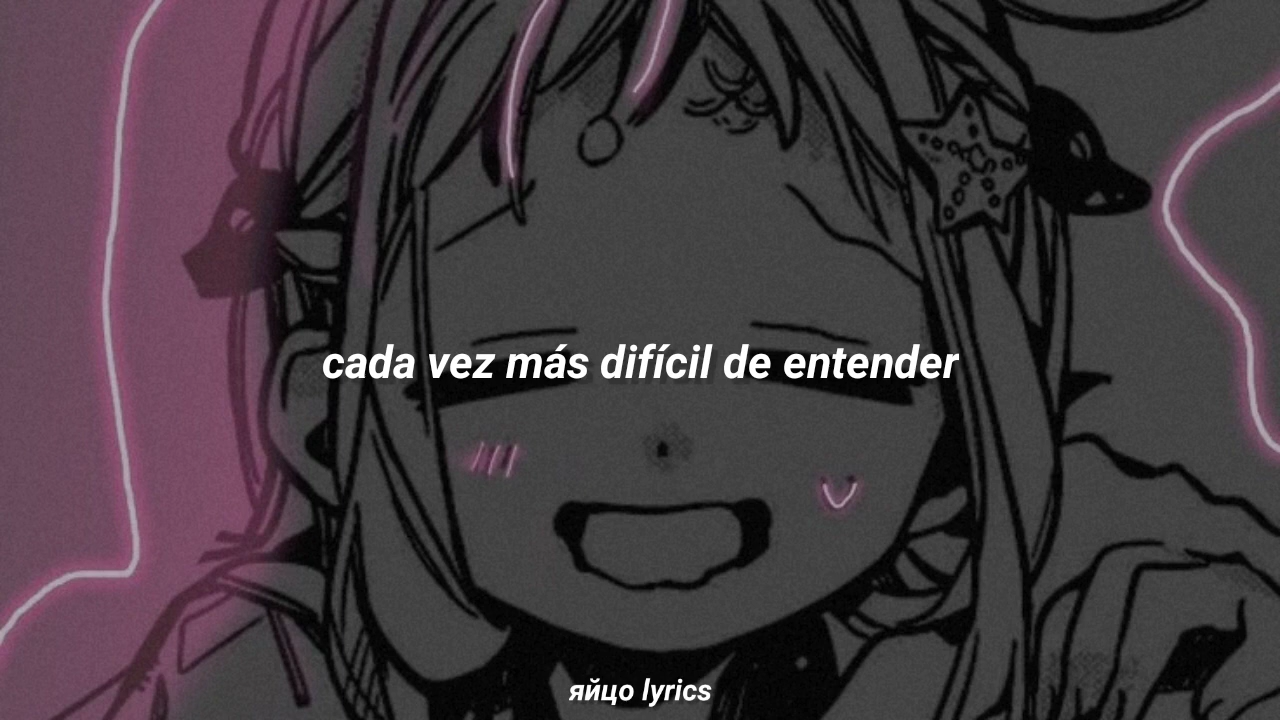 cada vez más difícil de entender
яйцо lyrics